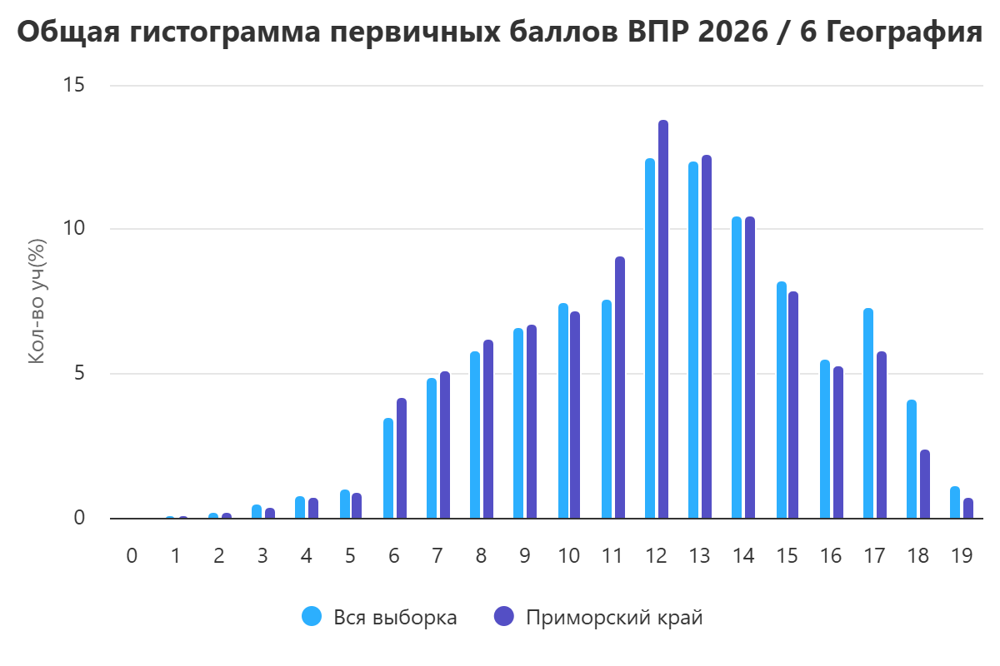 Общая гистограмма первичных баллов ВПР 2026 / 6 География
15
10
5
0
Кол-во уч(%)
0 1 2 3 4 5 6 7 8 9 10 11 12 13 14 15 16 17 18 19
Вся выборка Приморский край